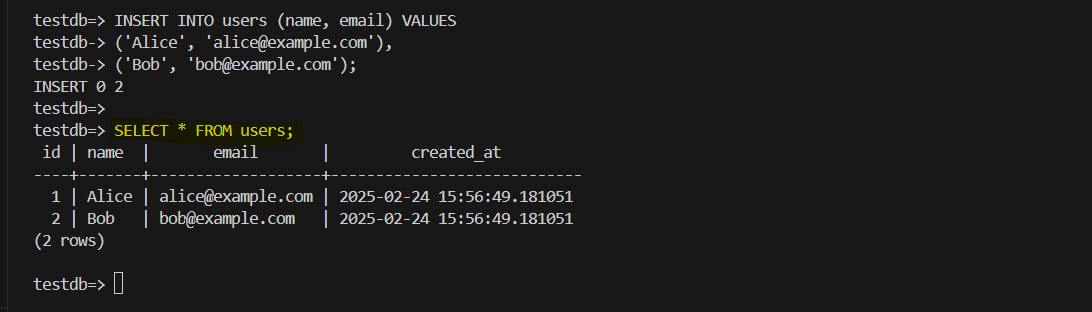 testdb=> INSERT INTO users (name, email) VALUES
testdb-> ('Alice', 'alice@example.com'),
testdb-> ('Bob', 'bob@example.com');
INSERT 0 2
testdb=>
testdb=> SELECT * FROM users;
 id | name  |       email       |         created_at
----+-------+-------------------+----------------------------
  1 | Alice | alice@example.com | 2025-02-24 15:56:49.181051
  2 | Bob   | bob@example.com   | 2025-02-24 15:56:49.181051
(2 rows)
testdb=>